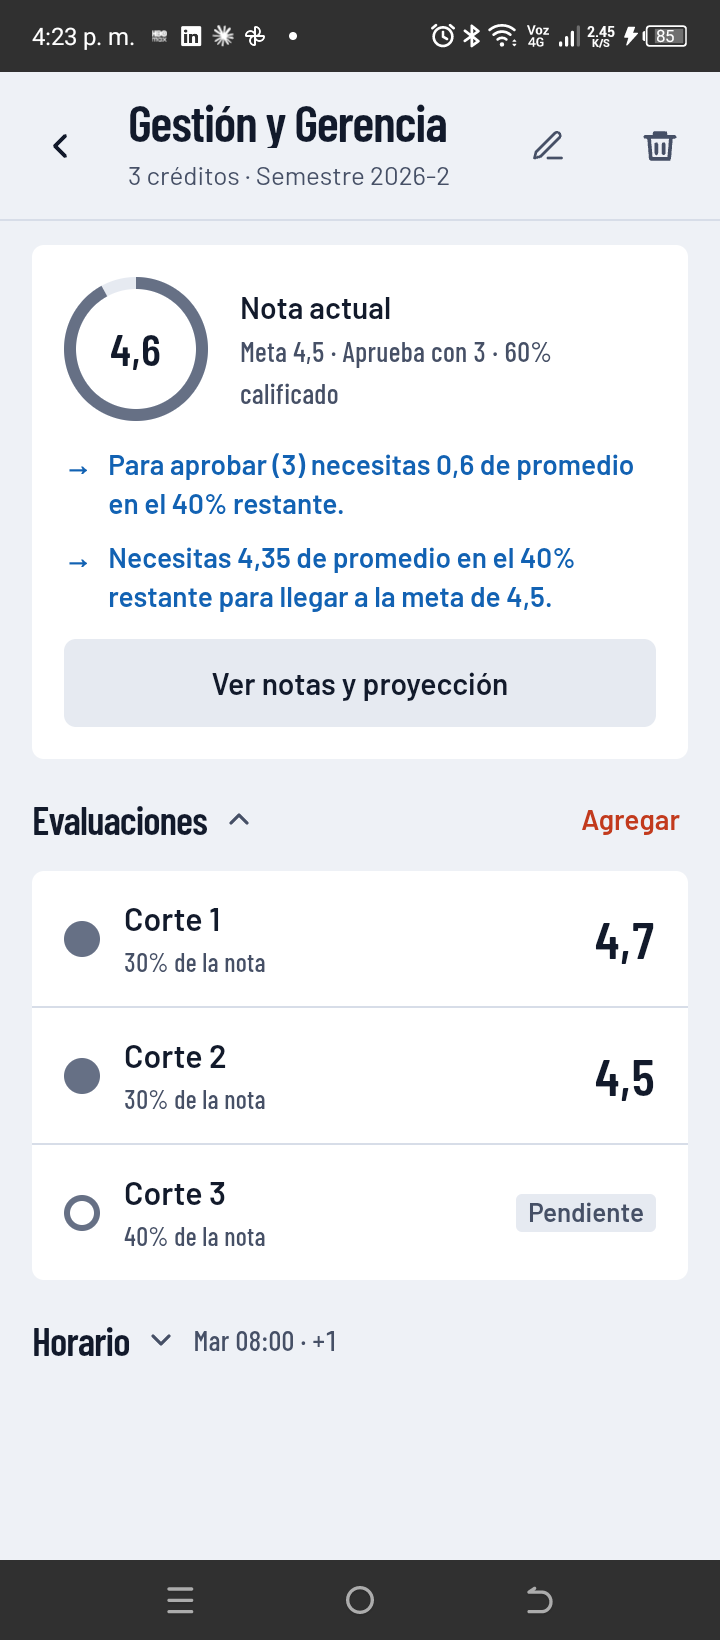 4:23 p. m.
HBO max
in
Voz 4G
2.45 K/S
85
Gestión y Gerencia
3 créditos · Semestre 2026-2
4,6
Nota actual
Meta 4,5 · Aprueba con 3 · 60%
calificado
→ Para aprobar (3) necesitas 0,6 de promedio
en el 40% restante.
→ Necesitas 4,35 de promedio en el 40%
restante para llegar a la meta de 4,5.
Ver notas y proyección
Evaluaciones
Agregar
Corte 1
30% de la nota
4,7
Corte 2
30% de la nota
4,5
Corte 3
40% de la nota
Pendiente
Horario
Mar 08:00 · +1